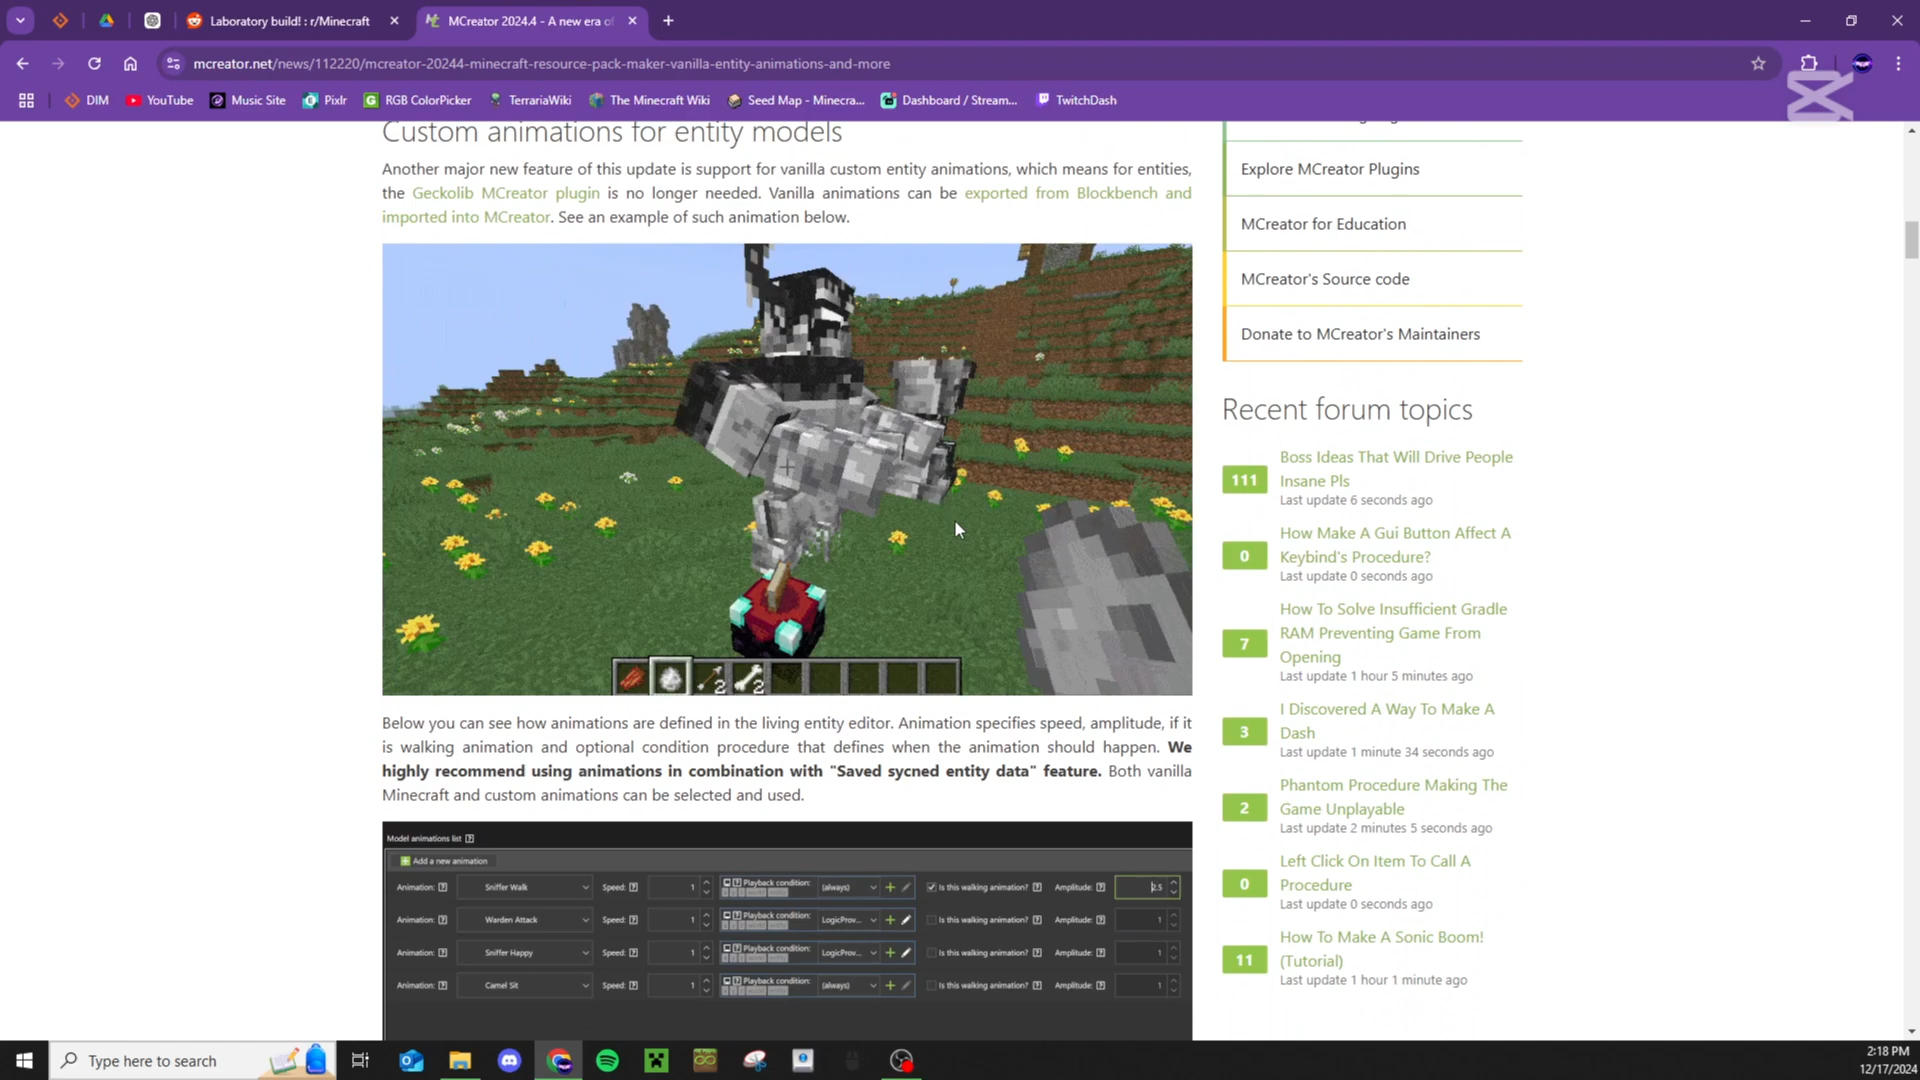 Laboratory build! : r/Minecraft
MCreator 2024.4 - A new era of
mcreator.net/news/112220/mcreator-20244-minecraft-resource-pack-maker-vanilla-entity-animations-and-more
DIM
YouTube
Music Site
Pixlr
RGB ColorPicker
TerrariaWiki
The Minecraft Wiki
Seed Map - Minecra...
Dashboard / Stream...
TwitchDash
Custom animations for entity models
Another major new feature of this update is support for vanilla custom entity animations, which means for entities,
the Geckolib MCreator plugin is no longer needed. Vanilla animations can be exported from Blockbench and
imported into MCreator. See an example of such animation below.
2
2
Below you can see how animations are defined in the living entity editor. Animation specifies speed, amplitude, if it
is walking animation and optional condition procedure that defines when the animation should happen. We
highly recommend using animations in combination with "Saved sycned entity data" feature. Both vanilla
Minecraft and custom animations can be selected and used.
Model animations list [?]
Add a new animation
Animation: [?] Sniffer Walk Speed: [?] 1 Playback condition: (always) Is this walking animation? [?] Amplitude: [?] 2.5
Animation: [?] Warden Attack Speed: [?] 1 Playback condition: LogicProv... Is this walking animation? [?] Amplitude: [?] 1
Animation: [?] Sniffer Happy Speed: [?] 1 Playback condition: LogicProv... Is this walking animation? [?] Amplitude: [?] 1
Animation: [?] Camel Sit Speed: [?] 1 Playback condition: (always) Is this walking animation? [?] Amplitude: [?] 1
Explore MCreator Plugins
MCreator for Education
MCreator's Source code
Donate to MCreator's Maintainers
Recent forum topics
111
Boss Ideas That Will Drive People
Insane Pls
Last update 6 seconds ago
0
How Make A Gui Button Affect A
Keybind's Procedure?
Last update 0 seconds ago
7
How To Solve Insufficient Gradle
RAM Preventing Game From
Opening
Last update 1 hour 5 minutes ago
3
I Discovered A Way To Make A
Dash
Last update 1 minute 34 seconds ago
2
Phantom Procedure Making The
Game Unplayable
Last update 2 minutes 5 seconds ago
0
Left Click On Item To Call A
Procedure
Last update 0 seconds ago
11
How To Make A Sonic Boom!
(Tutorial)
Last update 1 hour 1 minute ago
Type here to search
2:18 PM
12/17/2024